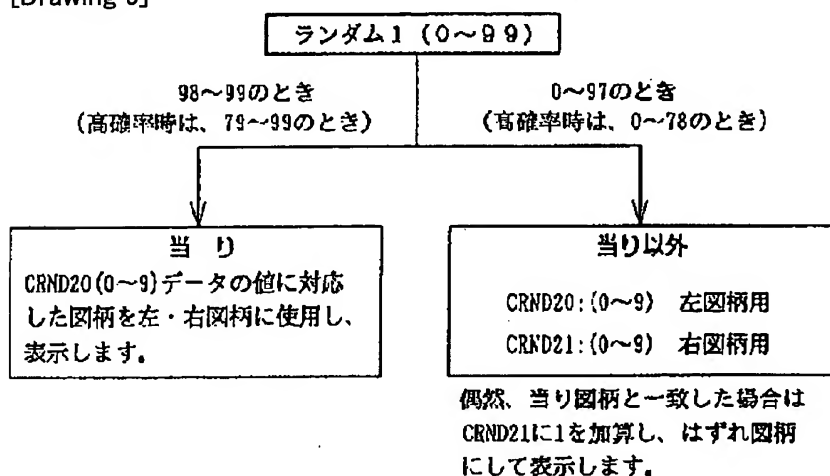 [Drawing 6]
ランダム1 (0〜99)
98〜99のとき
(高確率時は、79〜99のとき)
0〜97のとき
(高確率時は、0〜78のとき)
当り
CRND20(0〜9)データの値に対応
した図柄を左・右図柄に使用し、
表示します。
当り以外
CRND20:(0〜9) 左図柄用
CRND21:(0〜9) 右図柄用
偶然、当り図柄と一致した場合は
CRND21に1を加算し、はずれ図柄
にして表示します。